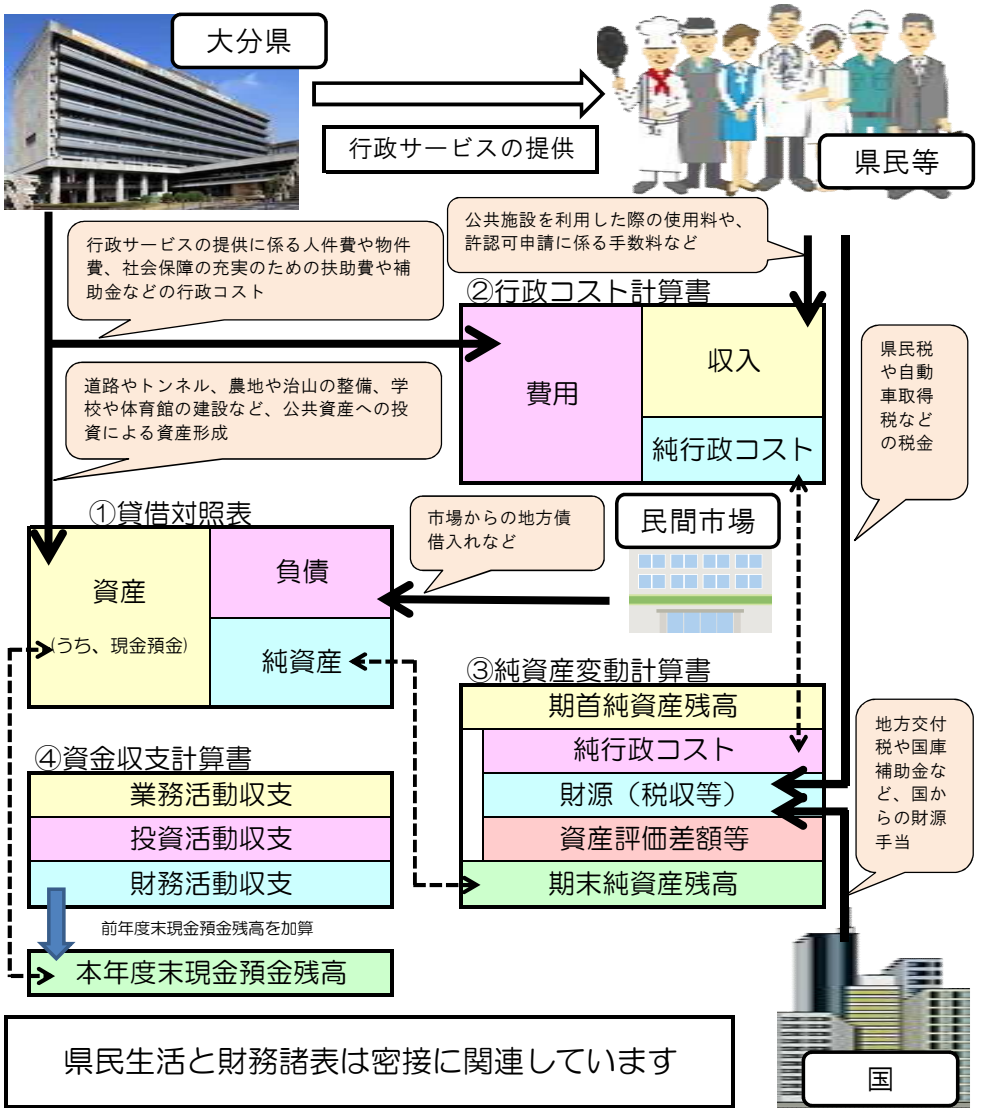 大分県
行政サービスの提供
県民等
行政サービスの提供に係る人件費や物件
費、社会保障の充実のための扶助費や補
助金などの行政コスト
公共施設を利用した際の使用料や、
許認可申請に係る手数料など
②行政コスト計算書
費用
収入
純行政コスト
県民税
や自動
車取得
税など
の税金
道路やトンネル、農地や治山の整備、学
校や体育館の建設など、公共資産への投
資による資産形成
①貸借対照表
資産
(うち、現金預金)
負債
純資産
市場からの地方債
借入れなど
民間市場
③純資産変動計算書
期首純資産残高
純行政コスト
財源（税収等）
資産評価差額等
期末純資産残高
地方交付
税や国庫
補助金な
ど、国か
らの財源
手当
④資金収支計算書
業務活動収支
投資活動収支
財務活動収支
前年度末現金預金残高を加算
本年度末現金預金残高
県民生活と財務諸表は密接に関連しています
国